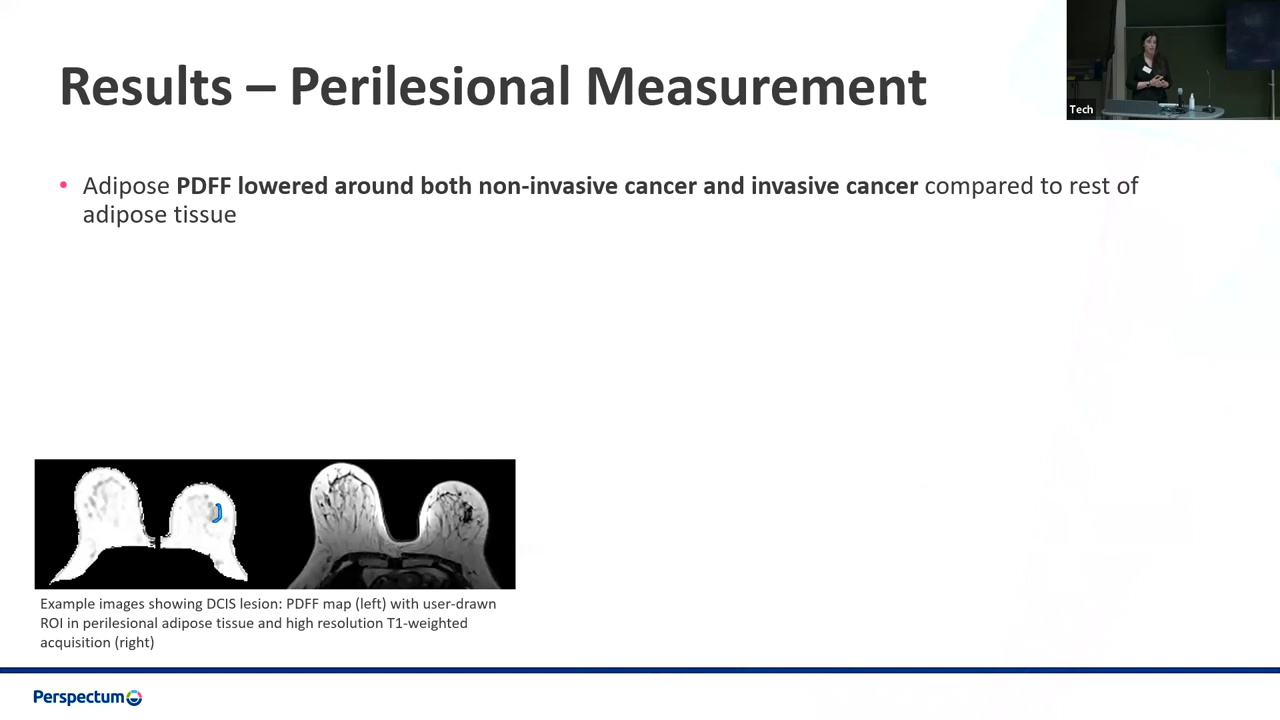 Results – Perilesional Measurement
Tech
• Adipose PDFF lowered around both non-invasive cancer and invasive cancer compared to rest of
adipose tissue
Example images showing DCIS lesion: PDFF map (left) with user-drawn
ROI in perilesional adipose tissue and high resolution T1-weighted
acquisition (right)
Perspectum